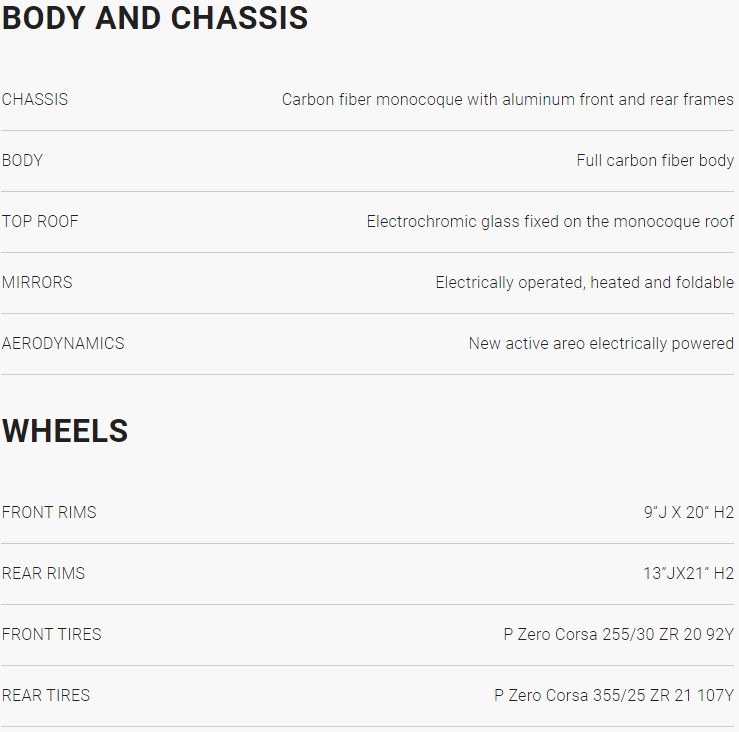 BODY AND CHASSIS
CHASSIS Carbon fiber monocoque with aluminum front and rear frames
BODY Full carbon fiber body
TOP ROOF Electrochromic glass fixed on the monocoque roof
MIRRORS Electrically operated, heated and foldable
AERODYNAMICS New active areo electrically powered
WHEELS
FRONT RIMS 9”J X 20” H2
REAR RIMS 13”JX21” H2
FRONT TIRES P Zero Corsa 255/30 ZR 20 92Y
REAR TIRES P Zero Corsa 355/25 ZR 21 107Y